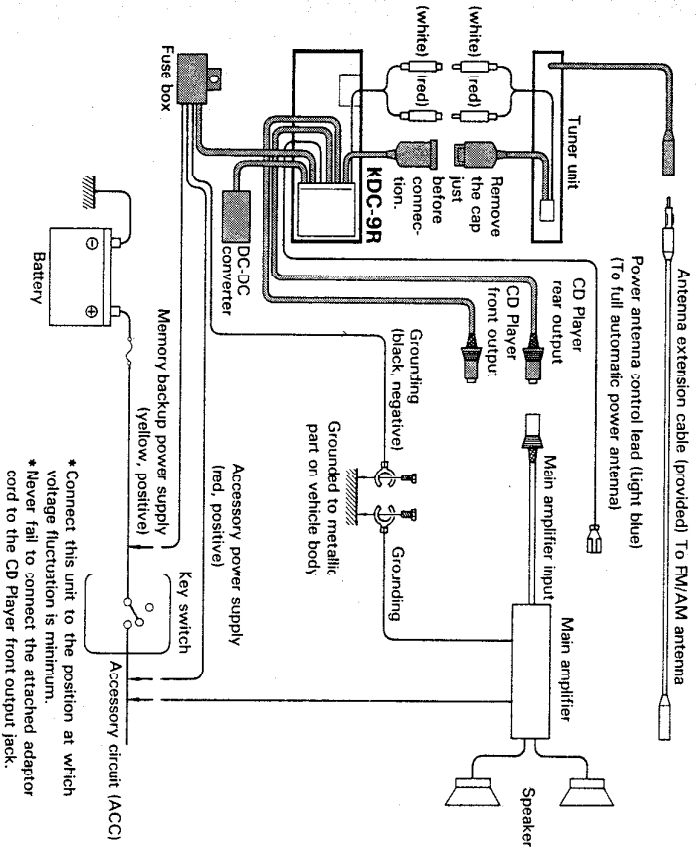 Antenna extension cable (provided) To FM/AM antenna
Power antenna control lead (Light blue)
(To full automatic power antenna)
Tuner unit
CD Player
rear output
CD Player
front output
Main amplifier input
Main amplifier
Speaker
(white)
(red)
(white)
(red)
Remove
the cap
just
before
connec-
tion.
KDC-9R
Grounding
(black, negative)
Grounded to metallic
part on vehicle body
Grounding
DC-DC
converter
Fuse box
Accessory power supply
(red, positive)
Memory backup power supply
(yellow, positive)
Key switch
Accessory circuit (ACC)
Battery
* Connect this unit to the position at which
voltage fluctuation is minimum.
* Never fail to connect the attached adaptor
cord to the CD Player front output jack.